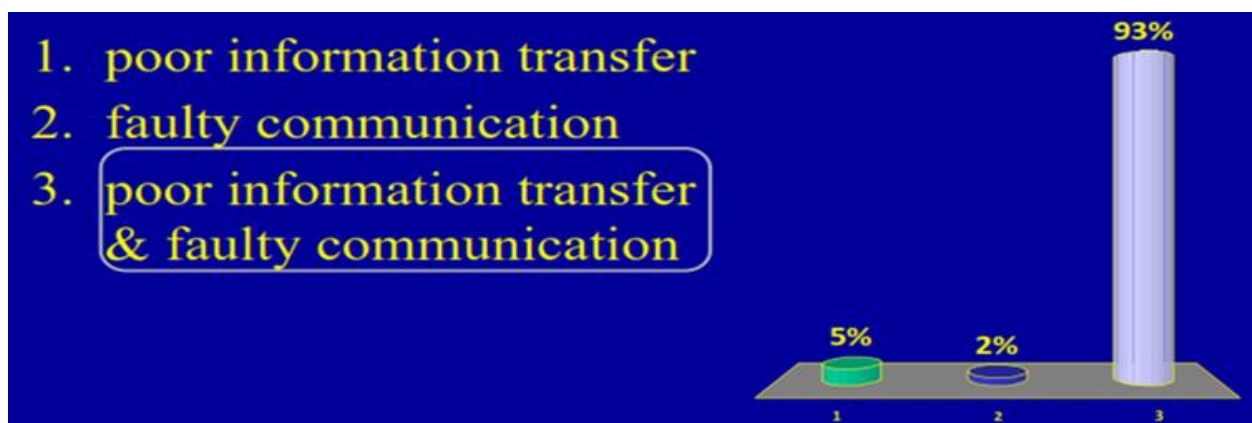 1. poor information transfer
2. faulty communication
3. poor information transfer
& faulty communication
93%
5%
2%
1 2 3